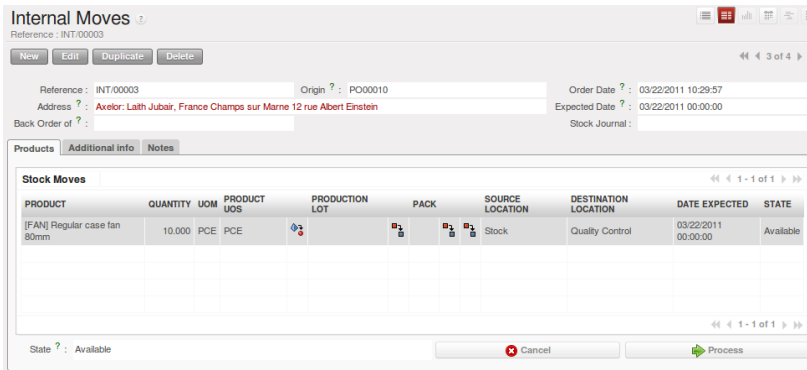 Internal Moves ?
Reference : INT/00003
New Edit Duplicate Delete 3 of 4
Reference : INT/00003 Origin ? : PO00010 Order Date ? : 03/22/2011 10:29:57
Address ? : Axelor: Laith Jubair, France Champs sur Marne 12 rue Albert Einstein Expected Date ? : 03/22/2011 00:00:00
Back Order of ? : Stock Journal :
Products Additional info Notes
Stock Moves 1 - 1 of 1
PRODUCT QUANTITY UOM PRODUCT UOS PRODUCTION LOT PACK SOURCE LOCATION DESTINATION LOCATION DATE EXPECTED STATE
[FAN] Regular case fan 80mm 10.000 PCE PCE Stock Quality Control 03/22/2011 00:00:00 Available
1 - 1 of 1
State ? : Available Cancel Process